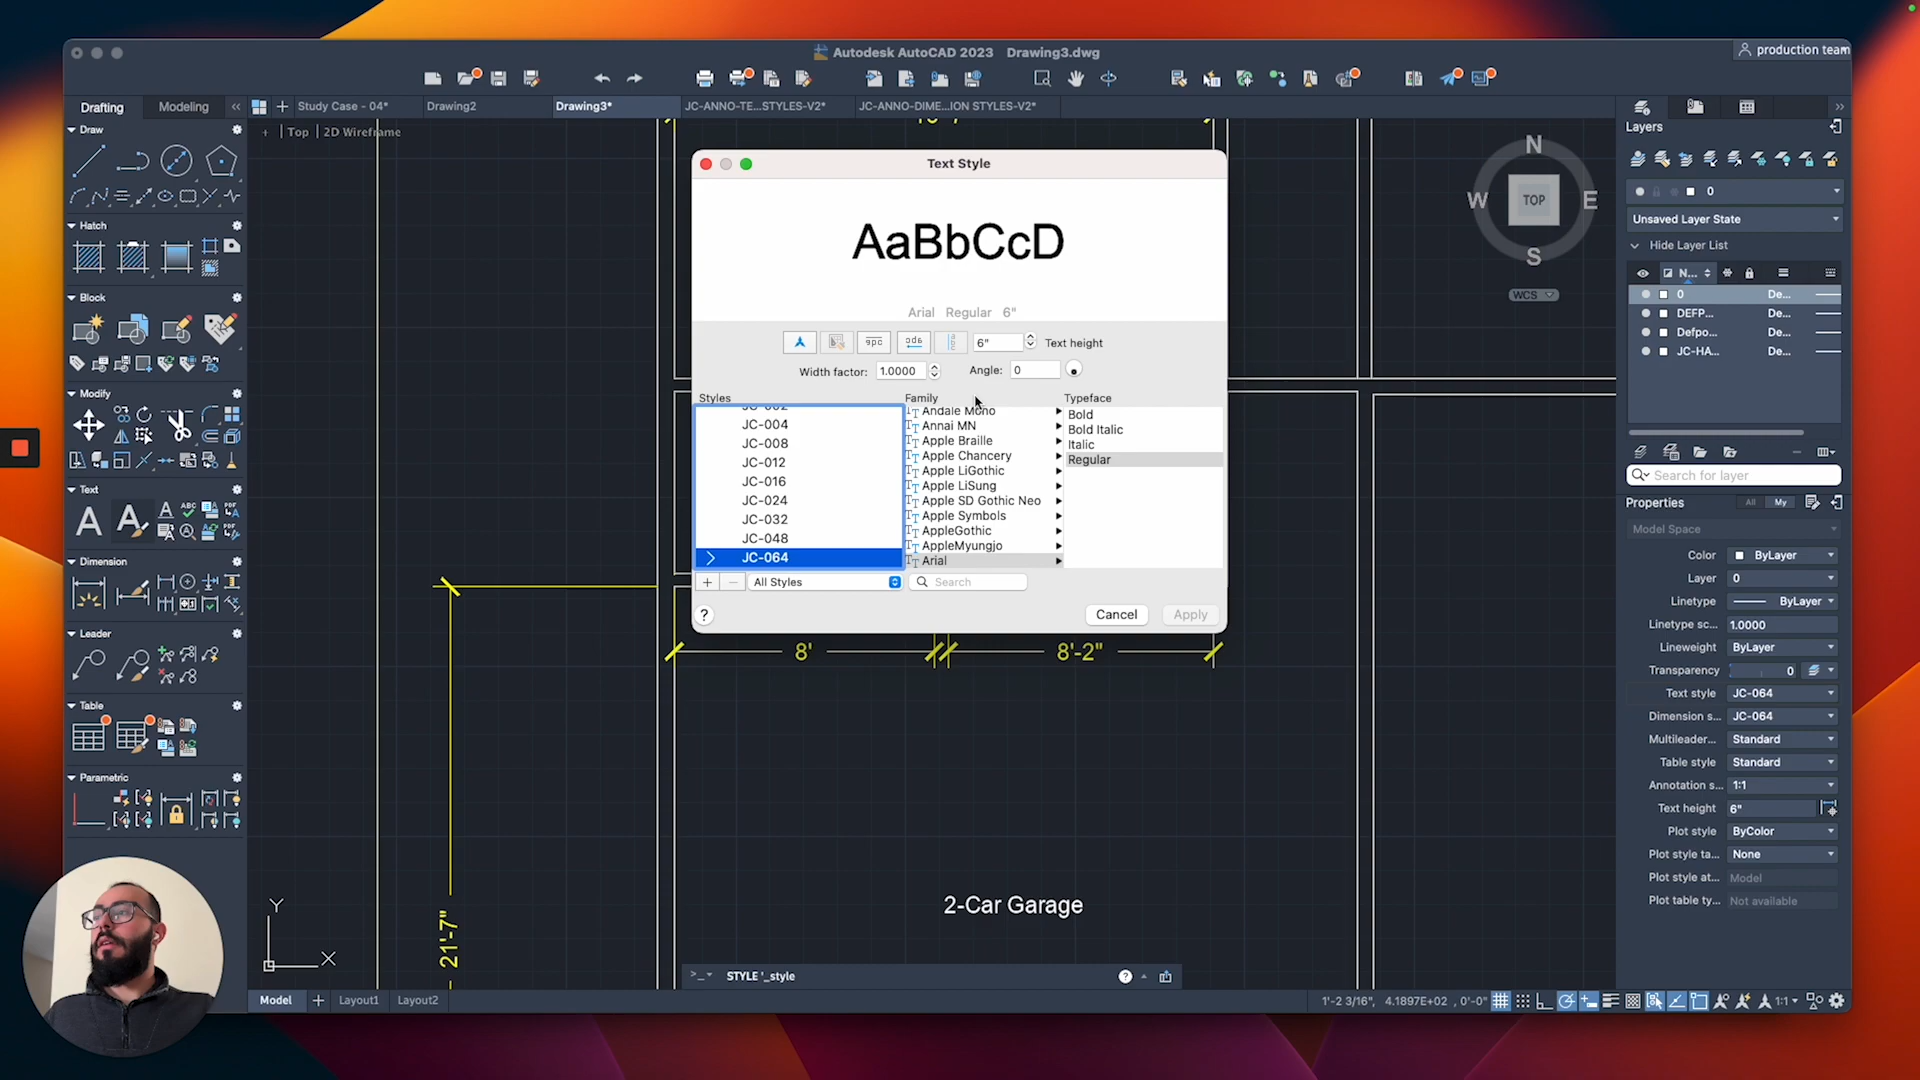 Autodesk AutoCAD 2023 Drawing3.dwg
production team
Drafting Modeling
Study Case - 04* Drawing2 Drawing3* JC-ANNO-TE...STYLES-V2* JC-ANNO-DIME...ION STYLES-V2*
+ | Top | 2D Wireframe
Draw
Hatch
Block
Modify
Text
Dimension
Leader
Table
Parametric
Text Style
AaBbCcD
Arial Regular 6"
6" Text height
Width factor: 1.0000 Angle: 0
Styles Family Typeface
JC-004
JC-008
JC-012
JC-016
JC-024
JC-032
JC-048
JC-064
Andale Mono
Annai MN
Apple Braille
Apple Chancery
Apple LiGothic
Apple LiSung
Apple SD Gothic Neo
Apple Symbols
AppleGothic
AppleMyungjo
Arial
Bold
Bold Italic
Italic
Regular
All Styles
Search
Cancel Apply
8' 8'-2"
21'-7"
2-Car Garage
Y
X
>_ STYLE '_style
Model Layout1 Layout2
1'-2 3/16", 4.1897E+02 , 0'-0"
1:1
N
W TOP E
S
WCS
Layers
0
Unsaved Layer State
Hide Layer List
N...
0 De...
DEFP... De...
Defpo... De...
JC-HA... De...
Search for layer
Properties All My
Model Space
Color ByLayer
Layer 0
Linetype ByLayer
Linetype sc... 1.0000
Lineweight ByLayer
Transparency 0
Text style JC-064
Dimension s... JC-064
Multileader... Standard
Table style Standard
Annotation s... 1:1
Text height 6"
Plot style ByColor
Plot style ta... None
Plot style at... Model
Plot table ty... Not available